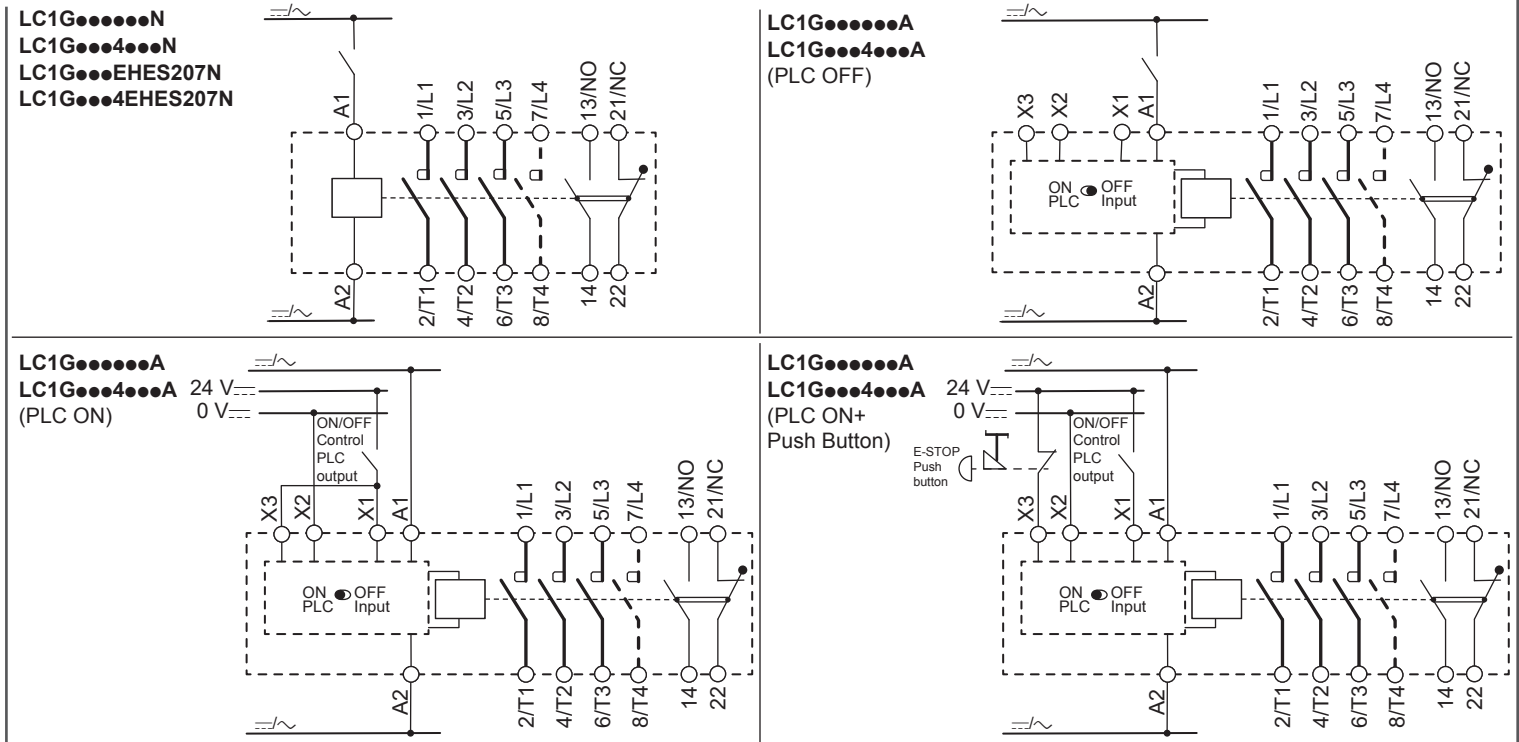 LC1G●●●●●●N
LC1G●●●4●●●N
LC1G●●●EHES207N
LC1G●●●4EHES207N
A1
1/L1
3/L2
5/L3
7/L4
13/NO
21/NC
A2
2/T1
4/T2
6/T3
8/T4
14
22
LC1G●●●●●●A
LC1G●●●4●●●A
(PLC OFF)
X3
X2
X1
A1
1/L1
3/L2
5/L3
7/L4
13/NO
21/NC
ON OFF
PLC Input
A2
2/T1
4/T2
6/T3
8/T4
14
22
LC1G●●●●●●A
LC1G●●●4●●●A
(PLC ON)
24 V
0 V
ON/OFF
Control
PLC
output
X3
X2
X1
A1
1/L1
3/L2
5/L3
7/L4
13/NO
21/NC
ON OFF
PLC Input
A2
2/T1
4/T2
6/T3
8/T4
14
22
LC1G●●●●●●A
LC1G●●●4●●●A
(PLC ON+
Push Button)
24 V
0 V
E-STOP
Push
button
ON/OFF
Control
PLC
output
X3
X2
X1
A1
1/L1
3/L2
5/L3
7/L4
13/NO
21/NC
ON OFF
PLC Input
A2
2/T1
4/T2
6/T3
8/T4
14
22